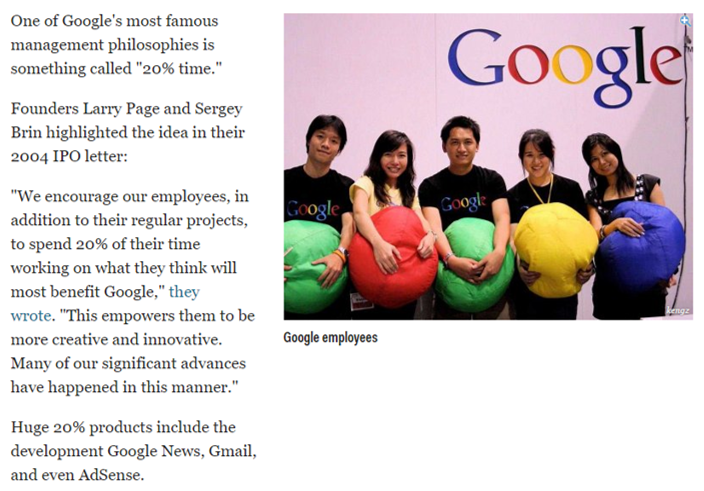 One of Google's most famous
management philosophies is
something called "20% time."
Founders Larry Page and Sergey
Brin highlighted the idea in their
2004 IPO letter:
"We encourage our employees, in
addition to their regular projects,
to spend 20% of their time
working on what they think will
most benefit Google," they
wrote. "This empowers them to be
more creative and innovative.
Many of our significant advances
have happened in this manner."
Huge 20% products include the
development Google News, Gmail,
and even AdSense.
Google
Google
Google
kengz
Google employees